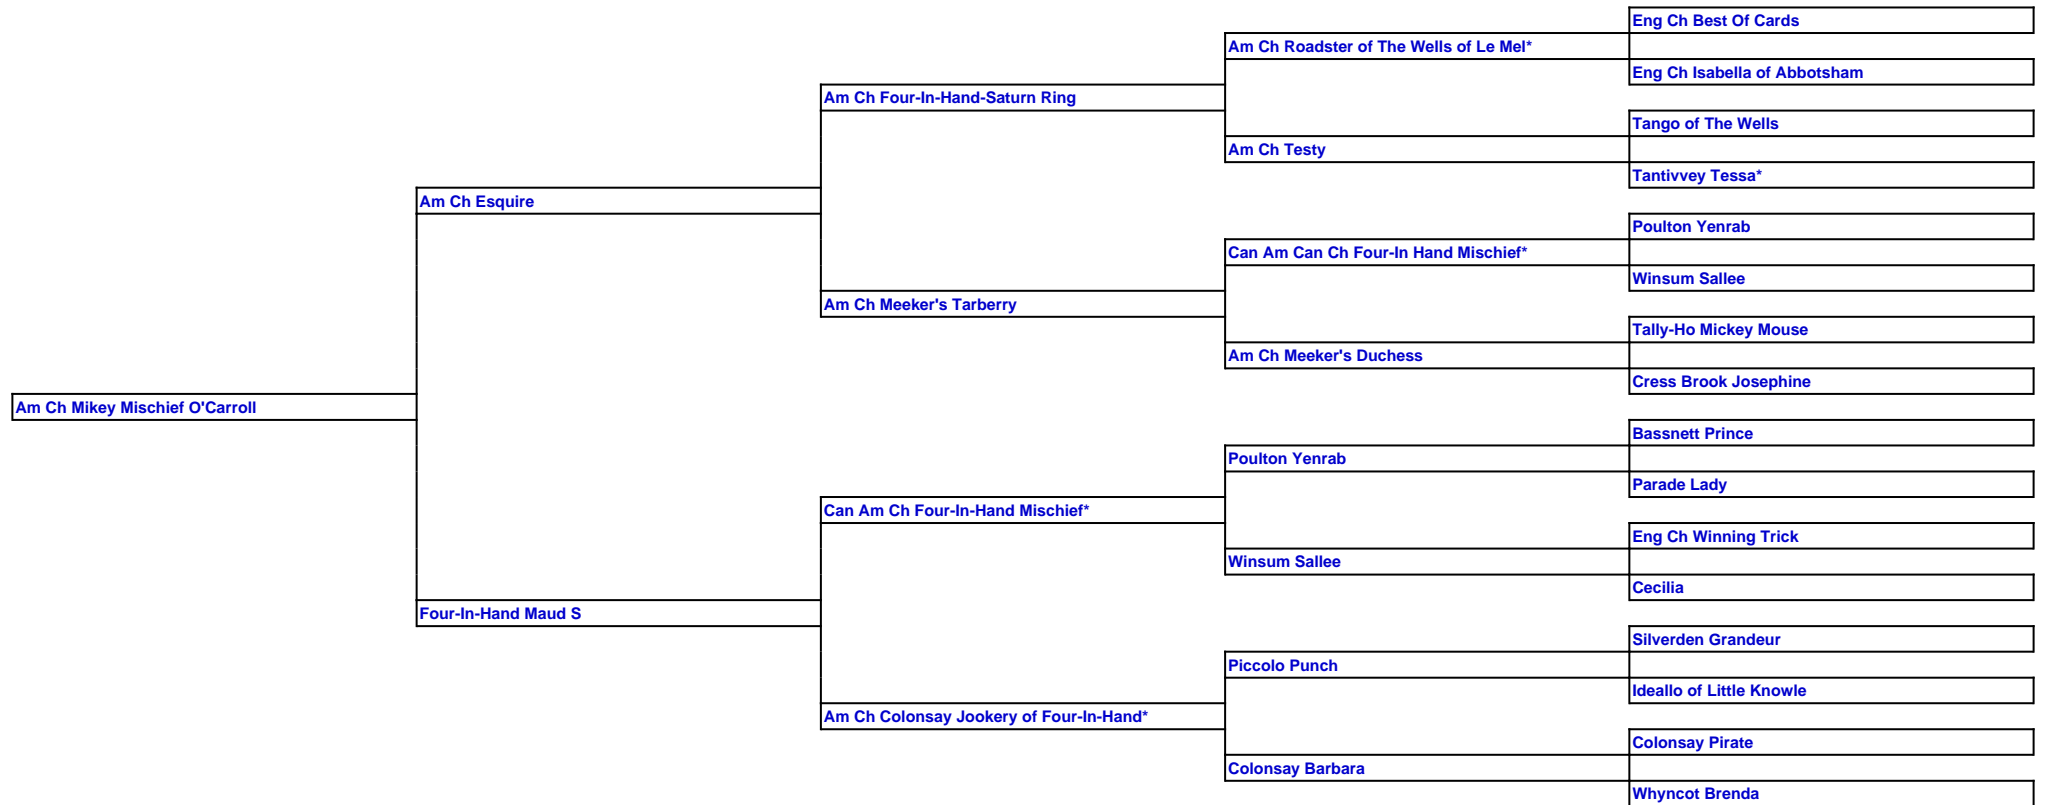 Eng Ch Best Of Cards
Am Ch Roadster of The Wells of Le Mel*
Eng Ch Isabella of Abbotsham
Am Ch Four-In-Hand-Saturn Ring
Tango of The Wells
Am Ch Testy
Tantivvey Tessa*
Am Ch Esquire
Poulton Yenrab
Can Am Can Ch Four-In Hand Mischief*
Winsum Sallee
Am Ch Meeker's Tarberry
Tally-Ho Mickey Mouse
Am Ch Meeker's Duchess
Cress Brook Josephine
Am Ch Mikey Mischief O'Carroll
Bassnett Prince
Poulton Yenrab
Parade Lady
Can Am Ch Four-In-Hand Mischief*
Eng Ch Winning Trick
Winsum Sallee
Cecilia
Four-In-Hand Maud S
Silverden Grandeur
Piccolo Punch
Ideallo of Little Knowle
Am Ch Colonsay Jookery of Four-In-Hand*
Colonsay Pirate
Colonsay Barbara
Whyncot Brenda